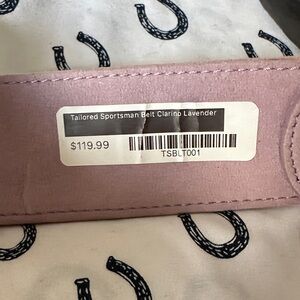 Tailored Sportsman Belt Clarino Lavender
$119.99
TSBLT001